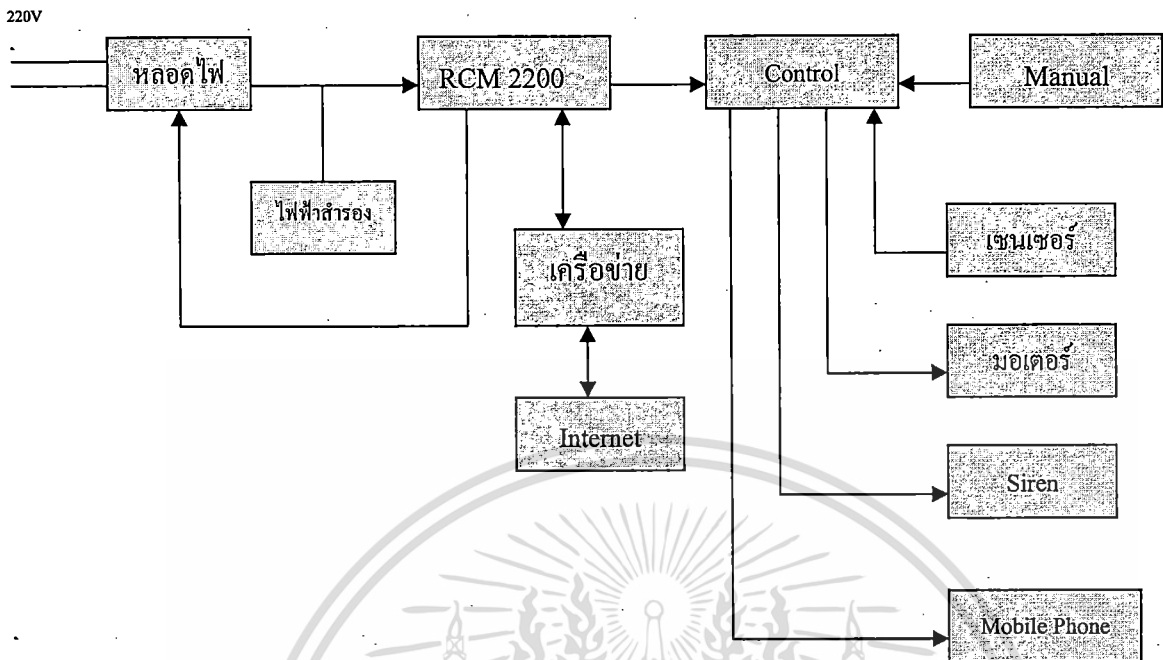 220V
หลอดไฟ
RCM 2200
Control
Manual
ไฟฟ้าสำรอง
เซนเซอร์
เครือข่าย
มอเตอร์
Internet
Siren
Mobile Phone